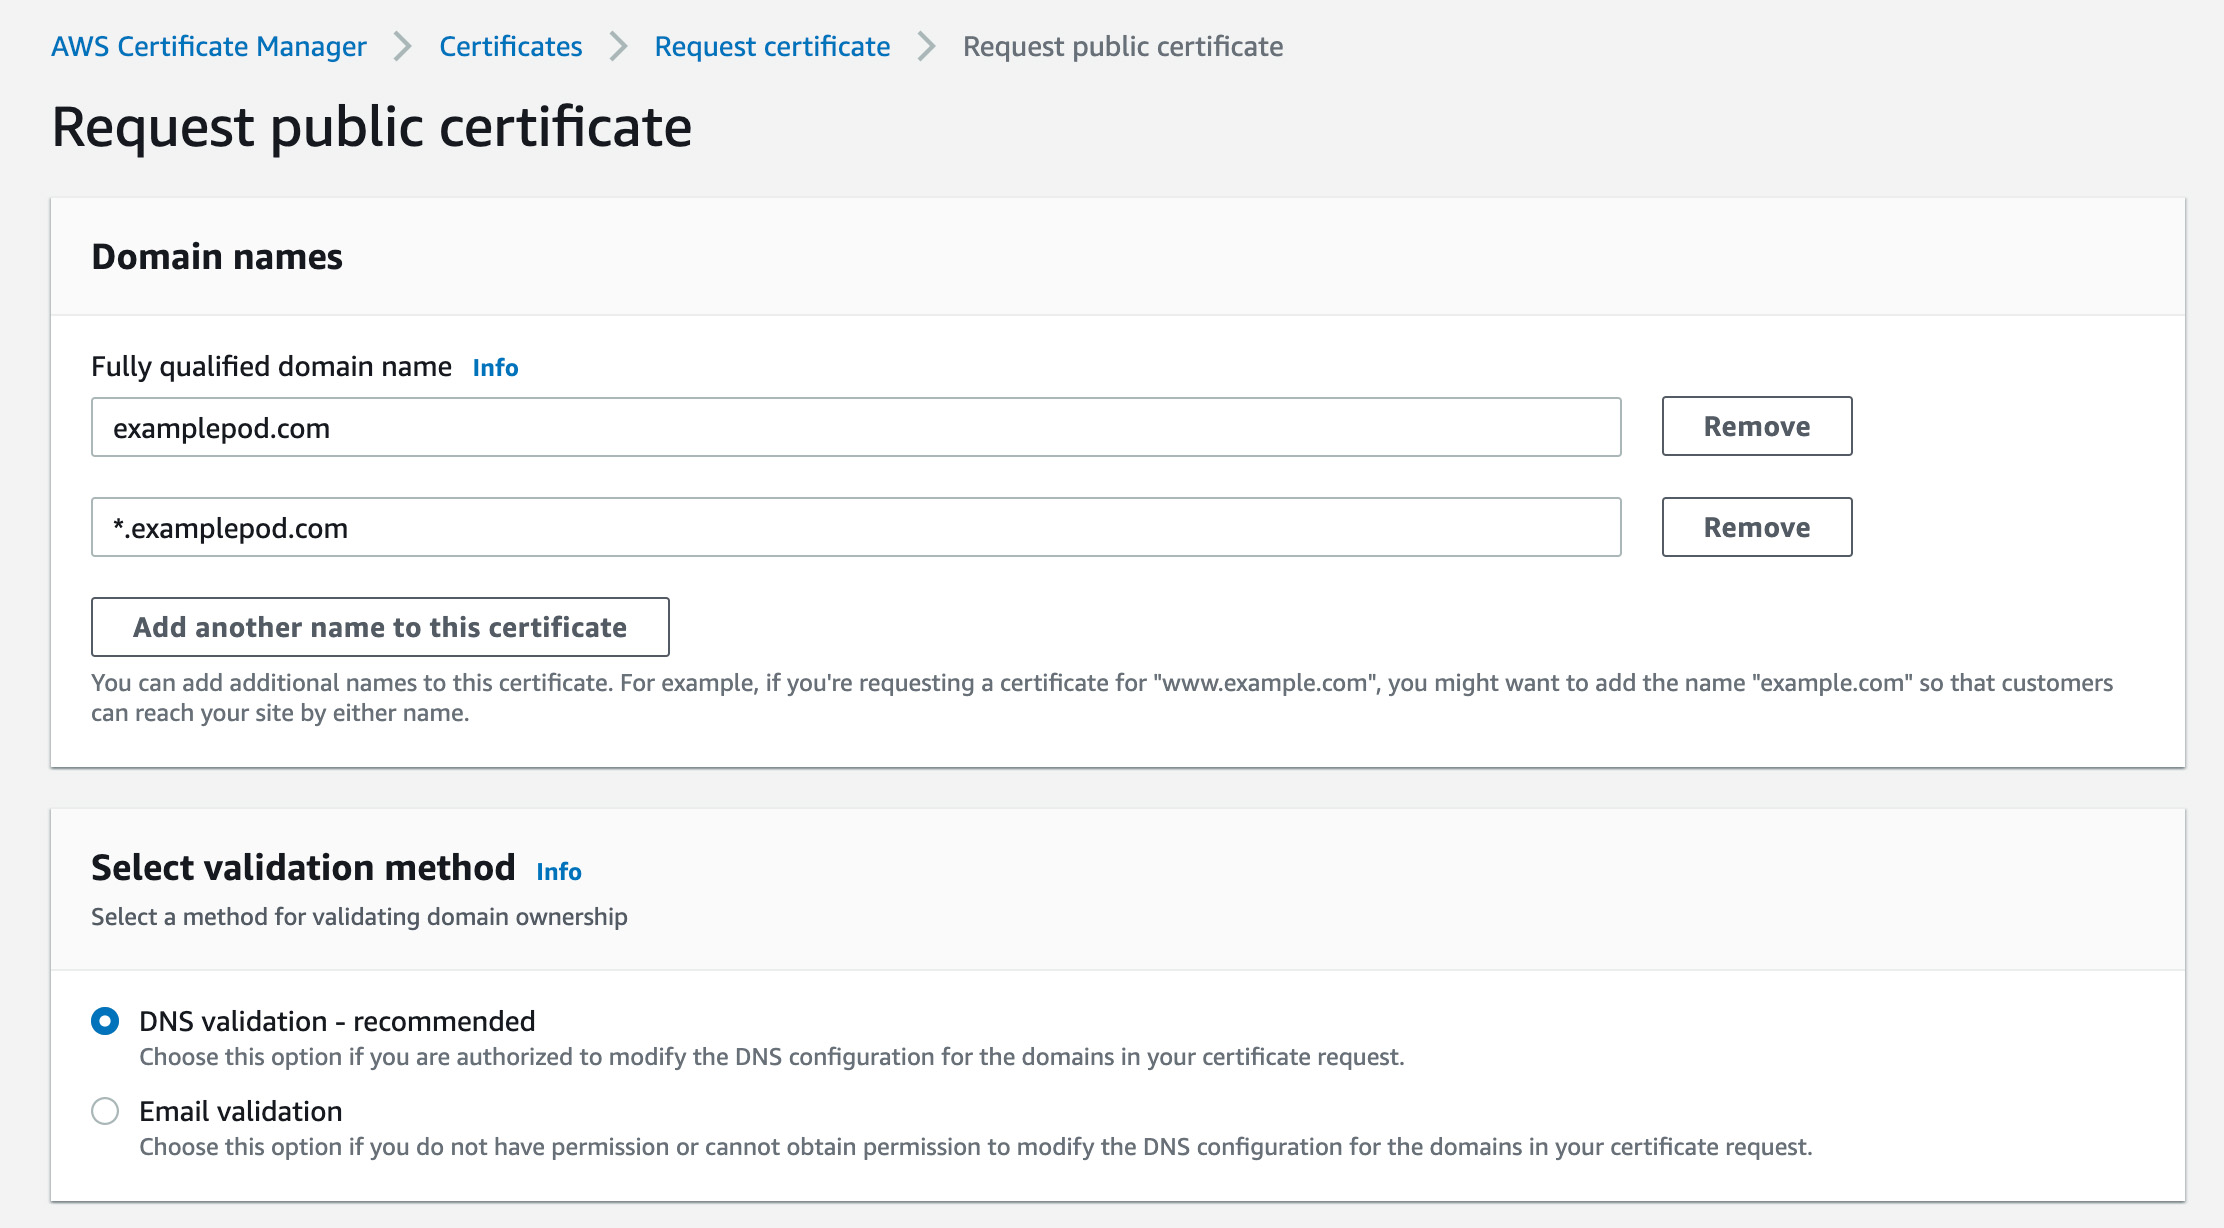 AWS Certificate Manager > Certificates > Request certificate > Request public certificate
Request public certificate
Domain names
Fully qualified domain name Info
examplepod.com Remove
*.examplepod.com Remove
Add another name to this certificate
You can add additional names to this certificate. For example, if you're requesting a certificate for "www.example.com", you might want to add the name "example.com" so that customers
can reach your site by either name.
Select validation method Info
Select a method for validating domain ownership
DNS validation - recommended
Choose this option if you are authorized to modify the DNS configuration for the domains in your certificate request.
Email validation
Choose this option if you do not have permission or cannot obtain permission to modify the DNS configuration for the domains in your certificate request.